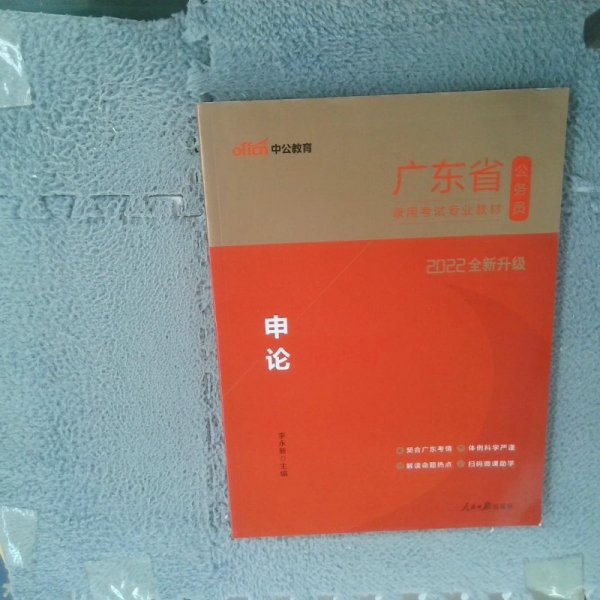 offcn 中公教育
广东省 公务员
录用考试专业教材
2022全新升级
申论
李永新◎主编
契合广东考情 体例科学严谨
解读命题热点 扫码微课助学
人民日报出版社